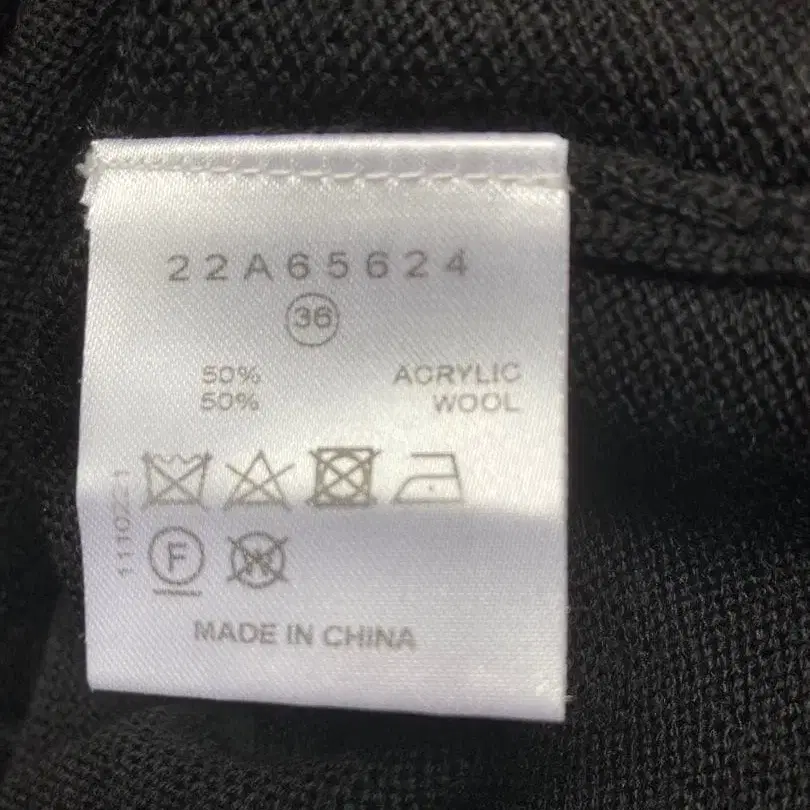 22A65624
36
50% ACRYLIC
50% WOOL
F
W
MADE IN CHINA